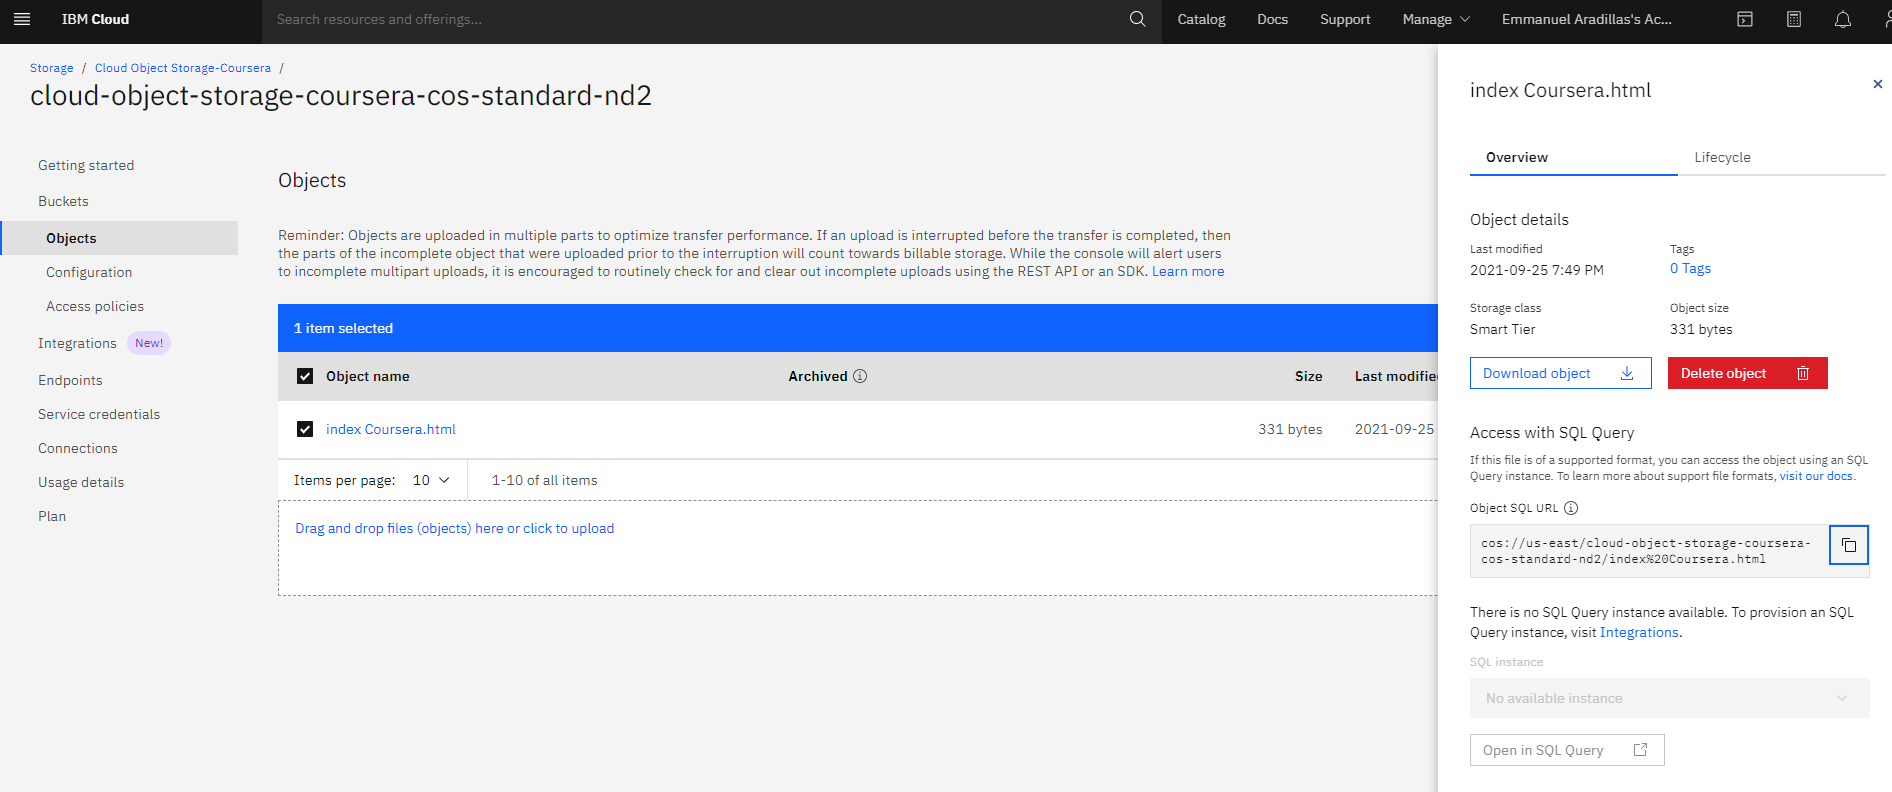 IBM Cloud
Search resources and offerings...
Catalog
Docs
Support
Manage
Emmanuel Aradillas's Ac...
Storage / Cloud Object Storage-Coursera /
cloud-object-storage-coursera-cos-standard-nd2
Getting started
Buckets
Objects
Configuration
Access policies
Integrations New!
Endpoints
Service credentials
Connections
Usage details
Plan
Objects
Reminder: Objects are uploaded in multiple parts to optimize transfer performance. If an upload is interrupted before the transfer is completed, then
the parts of the incomplete object that were uploaded prior to the interruption will count towards billable storage. While the console will alert users
to incomplete multipart uploads, it is encouraged to routinely check for and clear out incomplete uploads using the REST API or an SDK. Learn more
1 item selected
Object name Archived Size Last modifie
index Coursera.html 331 bytes 2021-09-25
Items per page: 10 1-10 of all items
Drag and drop files (objects) here or click to upload
index Coursera.html
Overview Lifecycle
Object details
Last modified Tags
2021-09-25 7:49 PM 0 Tags
Storage class Object size
Smart Tier 331 bytes
Download object Delete object
Access with SQL Query
If this file is of a supported format, you can access the object using an SQL
Query instance. To learn more about support file formats, visit our docs.
Object SQL URL
cos://us-east/cloud-object-storage-coursera-
cos-standard-nd2/index%20Coursera.html
There is no SQL Query instance available. To provision an SQL
Query instance, visit Integrations.
SQL instance
No available instance
Open in SQL Query